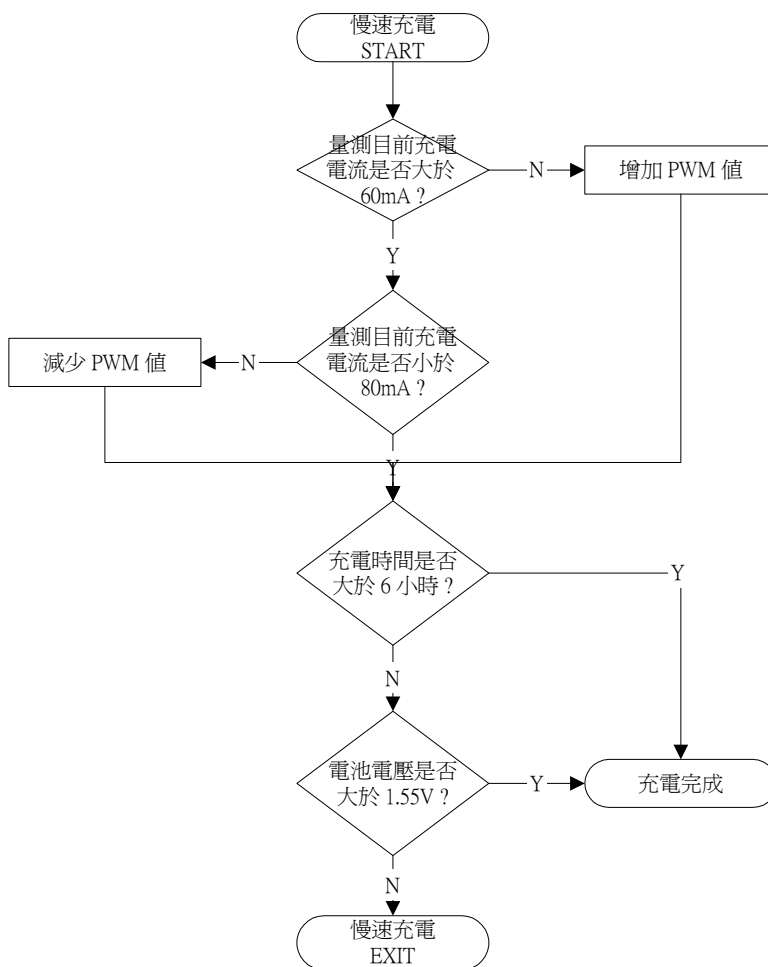 慢速充電
START
量測目前充電
電流是否大於
60mA？
N
增加 PWM 值
Y
量測目前充電
電流是否小於
80mA？
N
減少 PWM 值
Y
充電時間是否
大於 6 小時？
Y
N
電池電壓是否
大於 1.55V？
Y
充電完成
N
慢速充電
EXIT